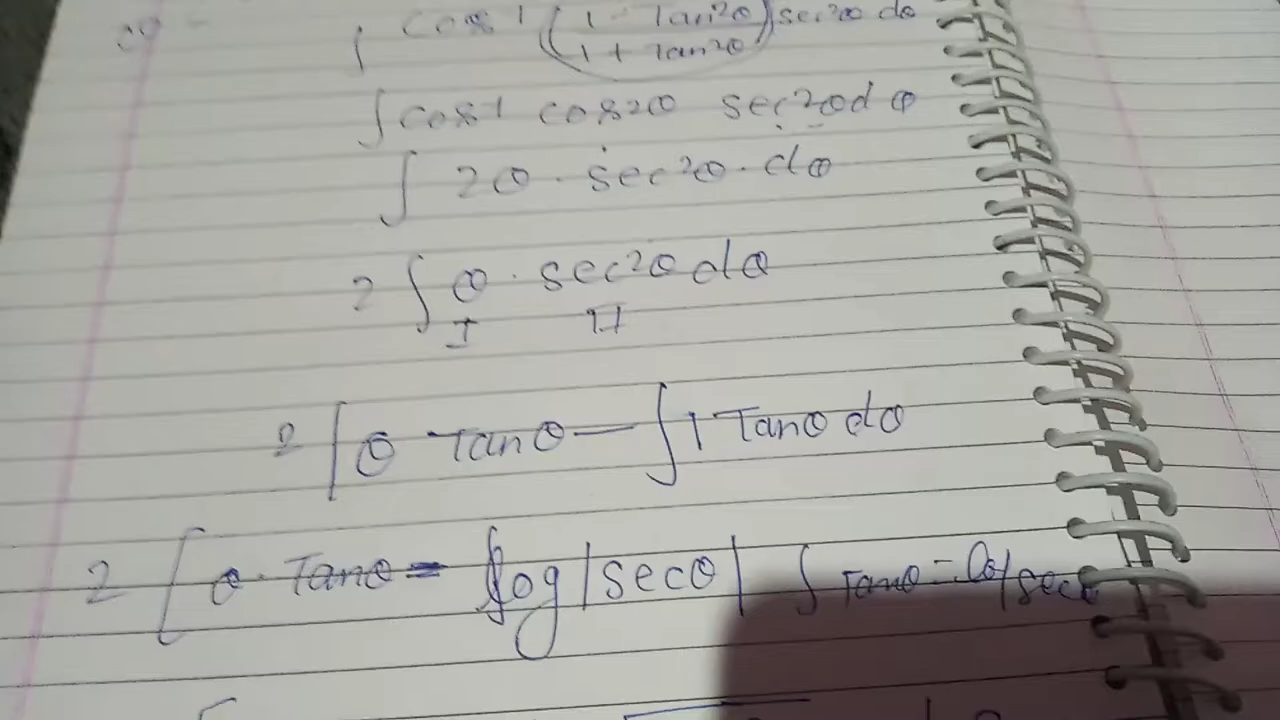 ∫ cos⁻¹ (1 - Tan²θ / 1 + Tan²θ) sec²θ dθ
∫ cos⁻¹ cos2θ sec²θ dθ
∫ 2θ · sec²θ · dθ
2 ∫ θ · sec²θ dθ
I II
2 [ θ Tanθ — ∫ 1 Tanθ dθ
2 [ θ · Tanθ - log |secθ| ∫ Tanθ = log|secθ